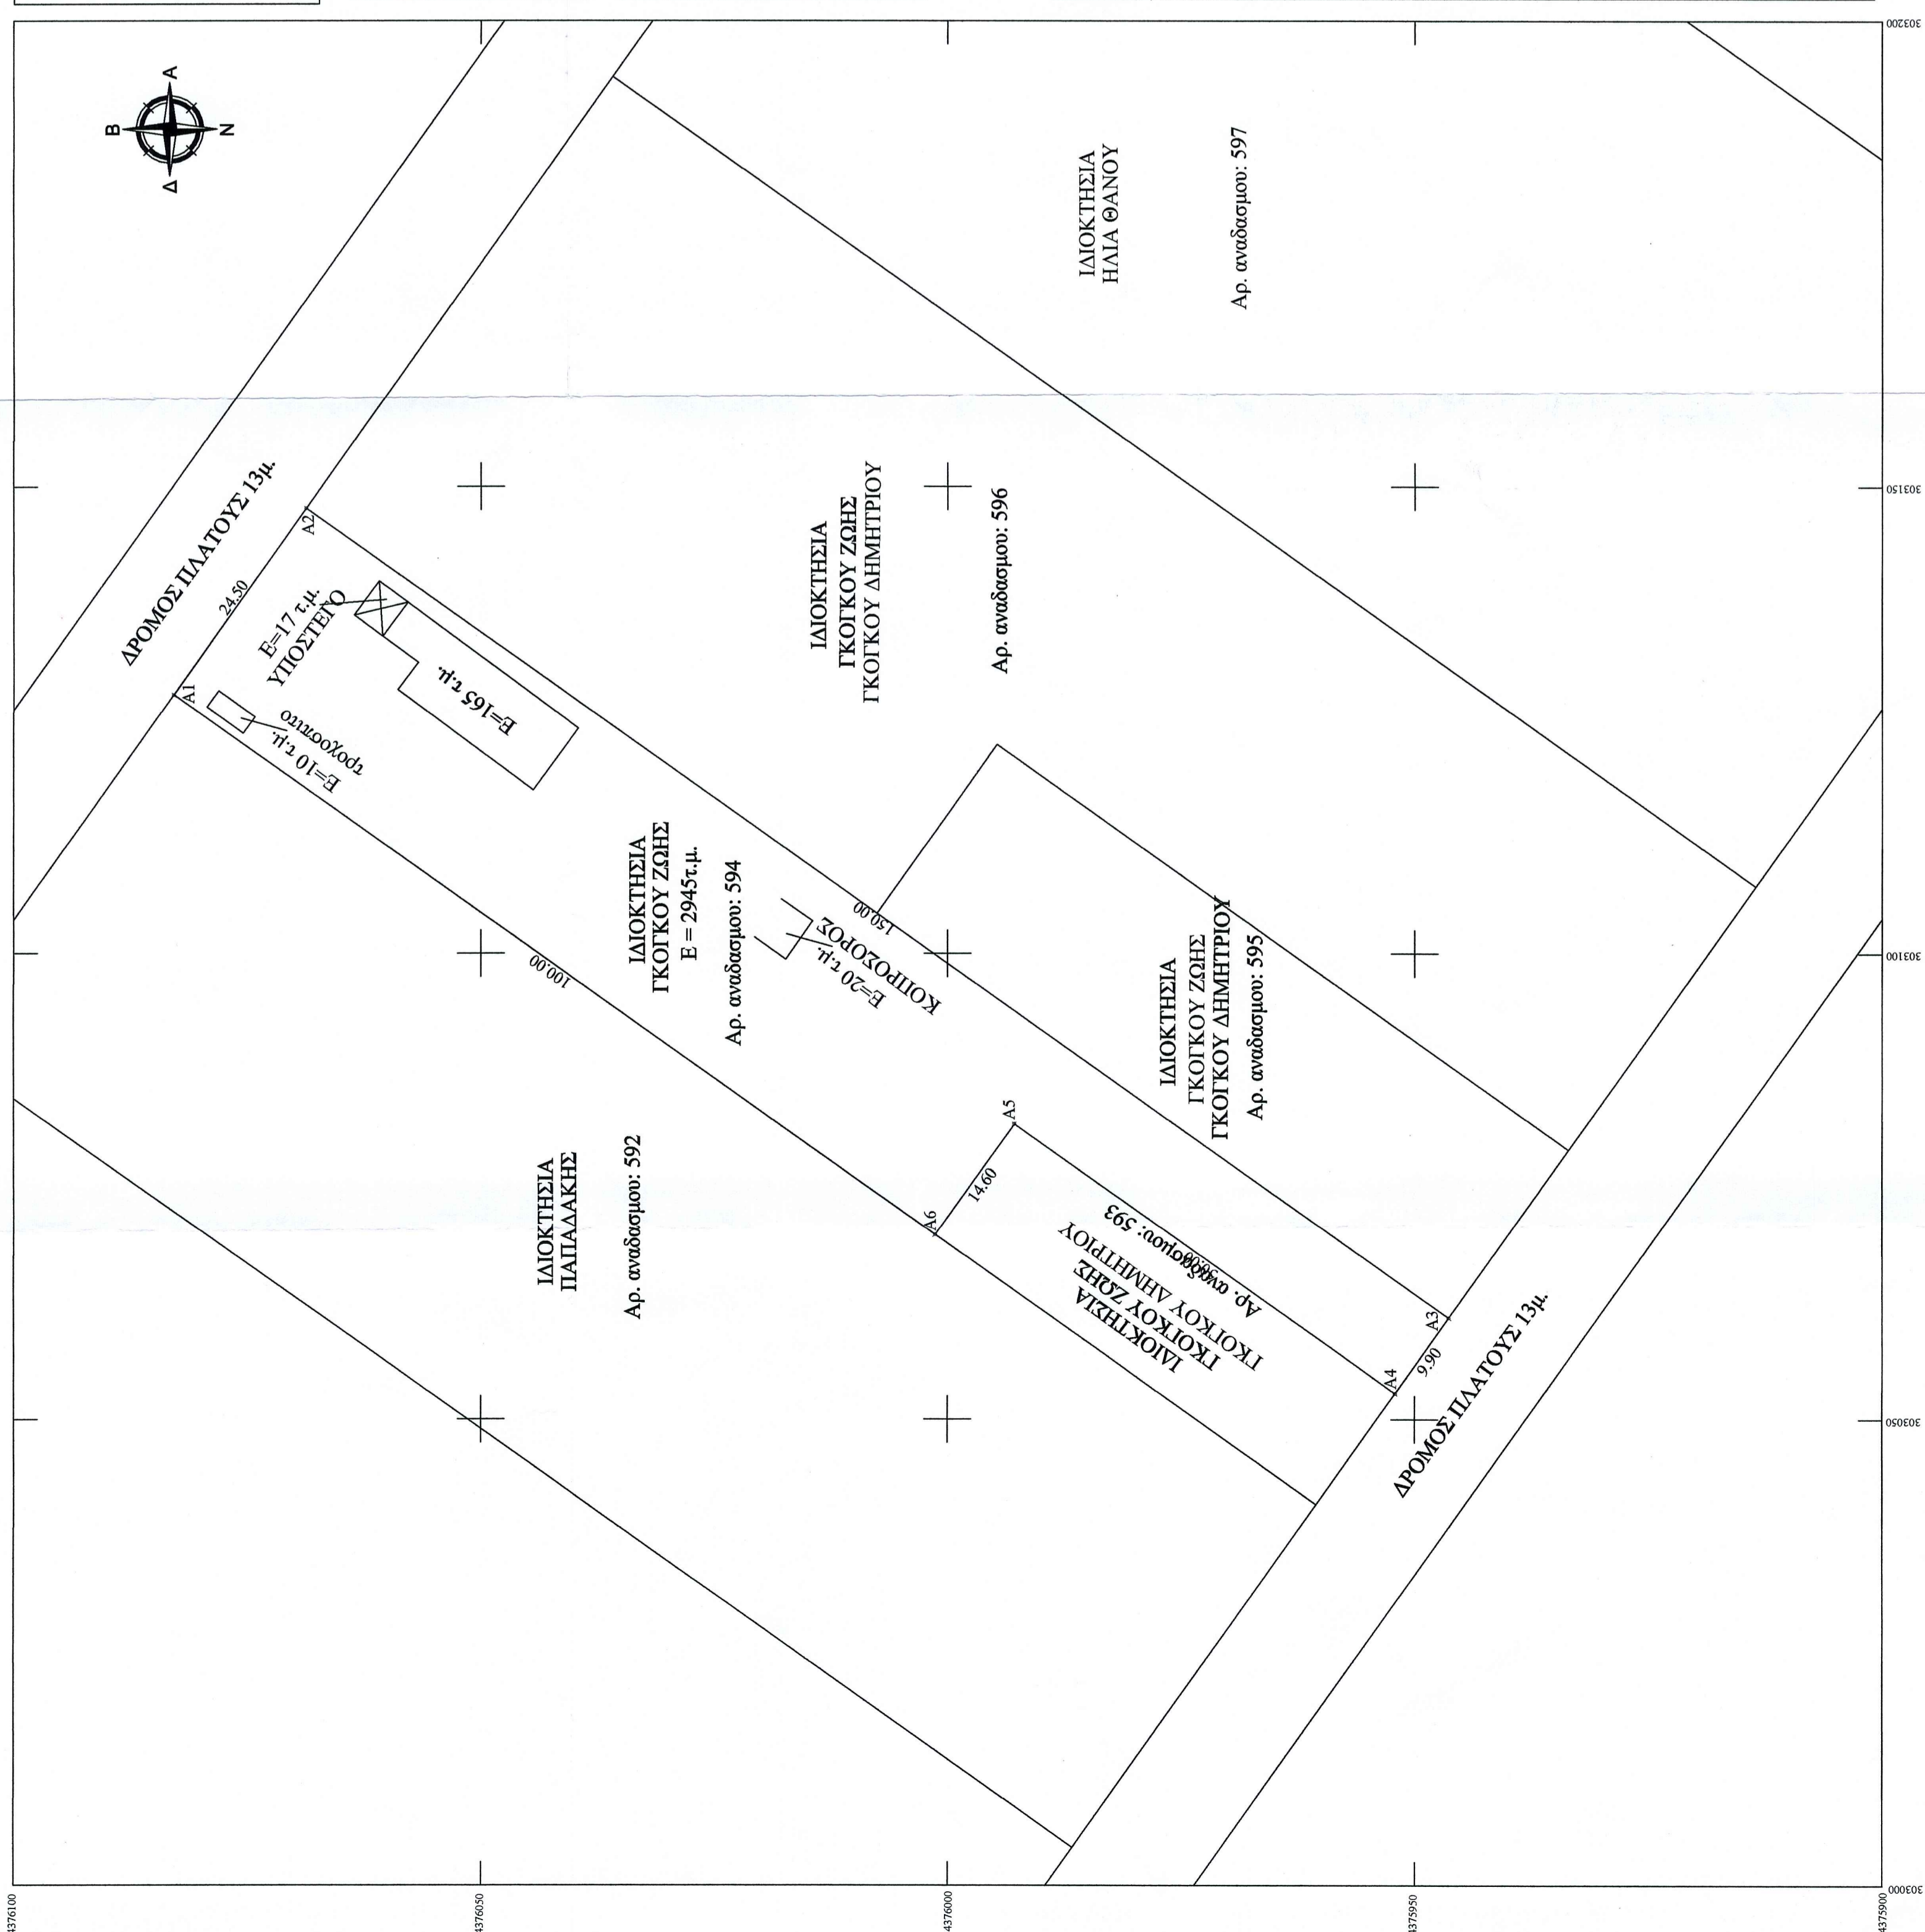 303200
Β
Α
Ν
Δ
ΔΡΟΜΟΣ ΠΛΑΤΟΥΣ 13μ.
24.50
Α1
Α2
Ε=17 τ.μ.
ΥΠΟΣΤΕΓΟ
Ε=165 τ.μ.
Ε=10 τ.μ.
τροχοσπιτο
ΙΔΙΟΚΤΗΣΙΑ
ΗΛΙΑ ΘΑΝΟΥ
Αρ. αναδασμου: 597
303150
ΙΔΙΟΚΤΗΣΙΑ
ΓΚΟΓΚΟΥ ΖΩΗΣ
ΓΚΟΓΚΟΥ ΔΗΜΗΤΡΙΟΥ
Αρ. αναδασμου: 596
ΙΔΙΟΚΤΗΣΙΑ
ΓΚΟΓΚΟΥ ΖΩΗΣ
Ε = 2945τ.μ.
Αρ. αναδασμου: 594
100.00
150.00
Ε=20 τ.μ.
ΚΟΠΡΟΣΟΡΟΣ
303100
ΙΔΙΟΚΤΗΣΙΑ
ΓΚΟΓΚΟΥ ΖΩΗΣ
ΓΚΟΓΚΟΥ ΔΗΜΗΤΡΙΟΥ
Αρ. αναδασμου: 595
ΙΔΙΟΚΤΗΣΙΑ
ΠΑΠΑΔΑΚΗΣ
Αρ. αναδασμου: 592
Α5
14.60
Α6
ΙΔΙΟΚΤΗΣΙΑ
ΓΚΟΓΚΟΥ ΖΩΗΣ
ΓΚΟΓΚΟΥ ΔΗΜΗΤΡΙΟΥ
Αρ. αναδασμου: 593
50.00
Α3
9.90
Α4
ΔΡΟΜΟΣ ΠΛΑΤΟΥΣ 13μ.
303050
303000
4376100
4376050
4376000
4375950
4375900